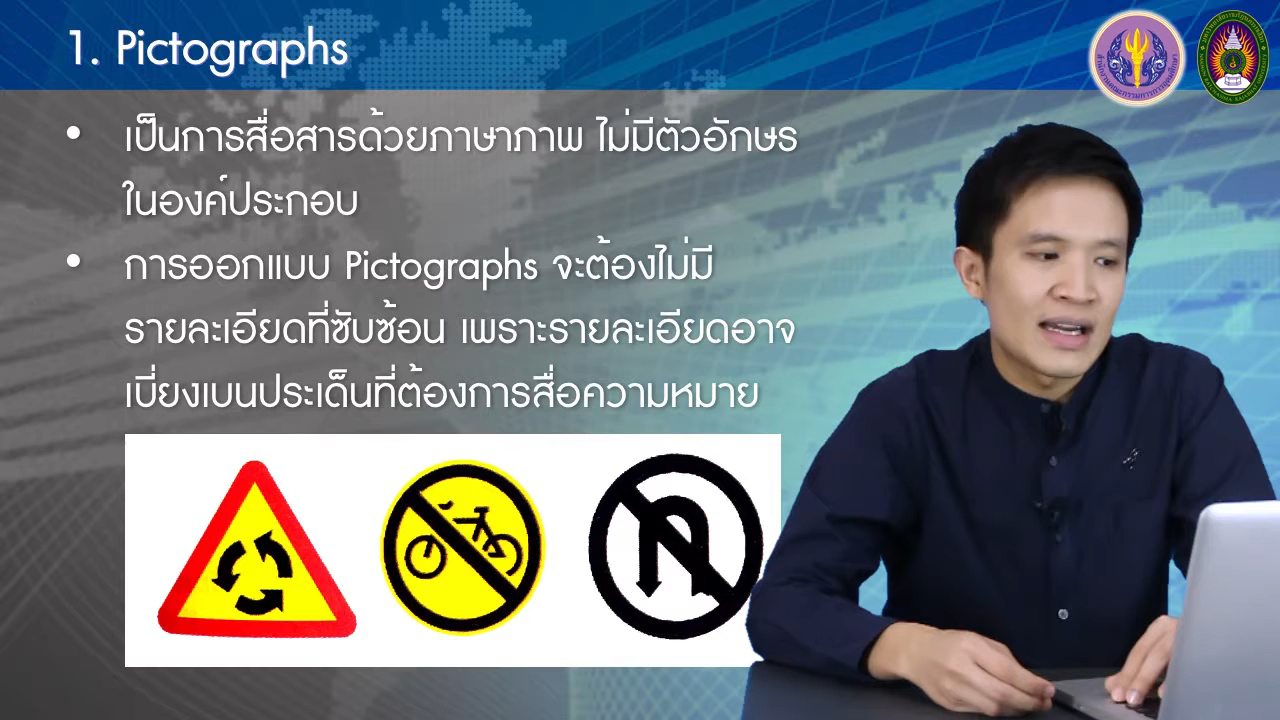 1. Pictographs
• เป็นการสื่อสารด้วยภาษาภาพ ไม่มีตัวอักษร
ในองค์ประกอบ
• การออกแบบ Pictographs จะต้องไม่มี
รายละเอียดที่ซับซ้อน เพราะรายละเอียดอาจ
เบี่ยงเบนประเด็นที่ต้องการสื่อความหมาย